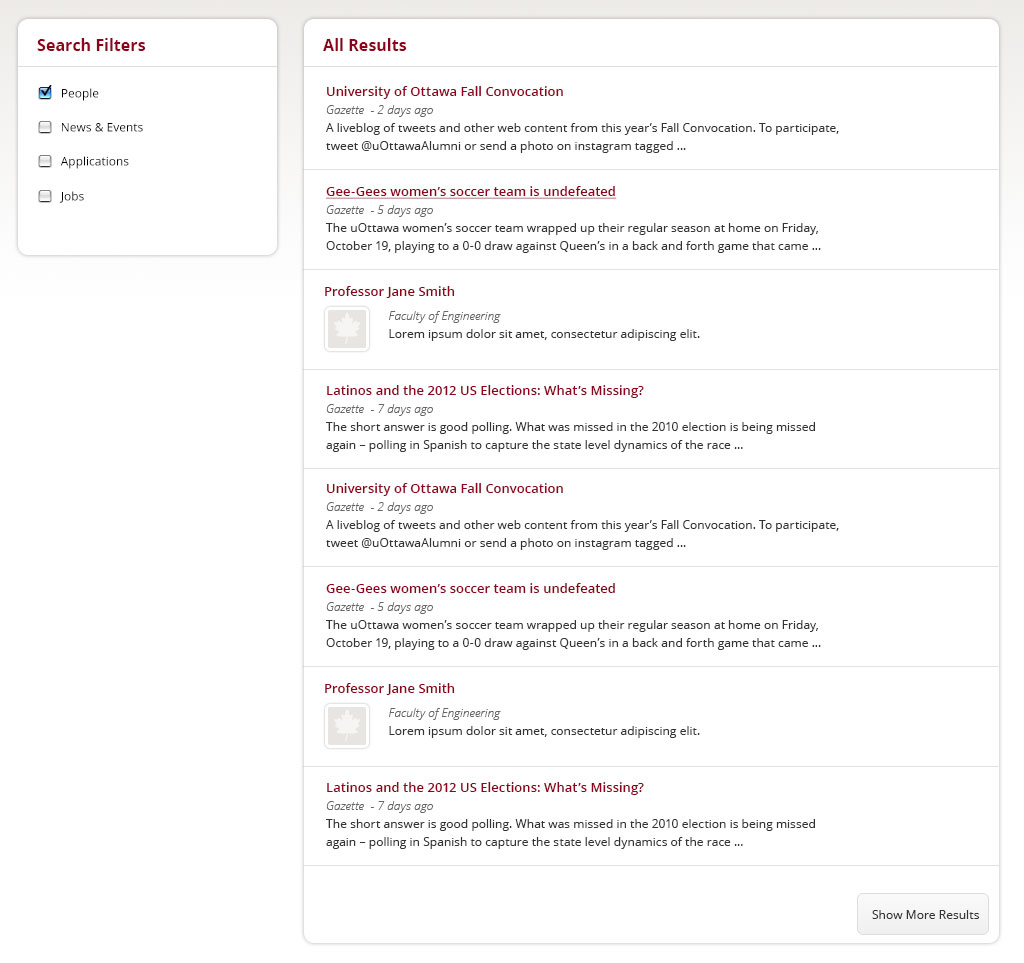 Search Filters
People
News & Events
Applications
Jobs
All Results
University of Ottawa Fall Convocation
Gazette - 2 days ago
A liveblog of tweets and other web content from this year’s Fall Convocation. To participate,
tweet @uOttawaAlumni or send a photo on instagram tagged ...
Gee-Gees women’s soccer team is undefeated
Gazette - 5 days ago
The uOttawa women’s soccer team wrapped up their regular season at home on Friday,
October 19, playing to a 0-0 draw against Queen’s in a back and forth game that came ...
Professor Jane Smith
Faculty of Engineering
Lorem ipsum dolor sit amet, consectetur adipiscing elit.
Latinos and the 2012 US Elections: What’s Missing?
Gazette - 7 days ago
The short answer is good polling. What was missed in the 2010 election is being missed
again – polling in Spanish to capture the state level dynamics of the race ...
University of Ottawa Fall Convocation
Gazette - 2 days ago
A liveblog of tweets and other web content from this year’s Fall Convocation. To participate,
tweet @uOttawaAlumni or send a photo on instagram tagged ...
Gee-Gees women’s soccer team is undefeated
Gazette - 5 days ago
The uOttawa women’s soccer team wrapped up their regular season at home on Friday,
October 19, playing to a 0-0 draw against Queen’s in a back and forth game that came ...
Professor Jane Smith
Faculty of Engineering
Lorem ipsum dolor sit amet, consectetur adipiscing elit.
Latinos and the 2012 US Elections: What’s Missing?
Gazette - 7 days ago
The short answer is good polling. What was missed in the 2010 election is being missed
again – polling in Spanish to capture the state level dynamics of the race ...
Show More Results